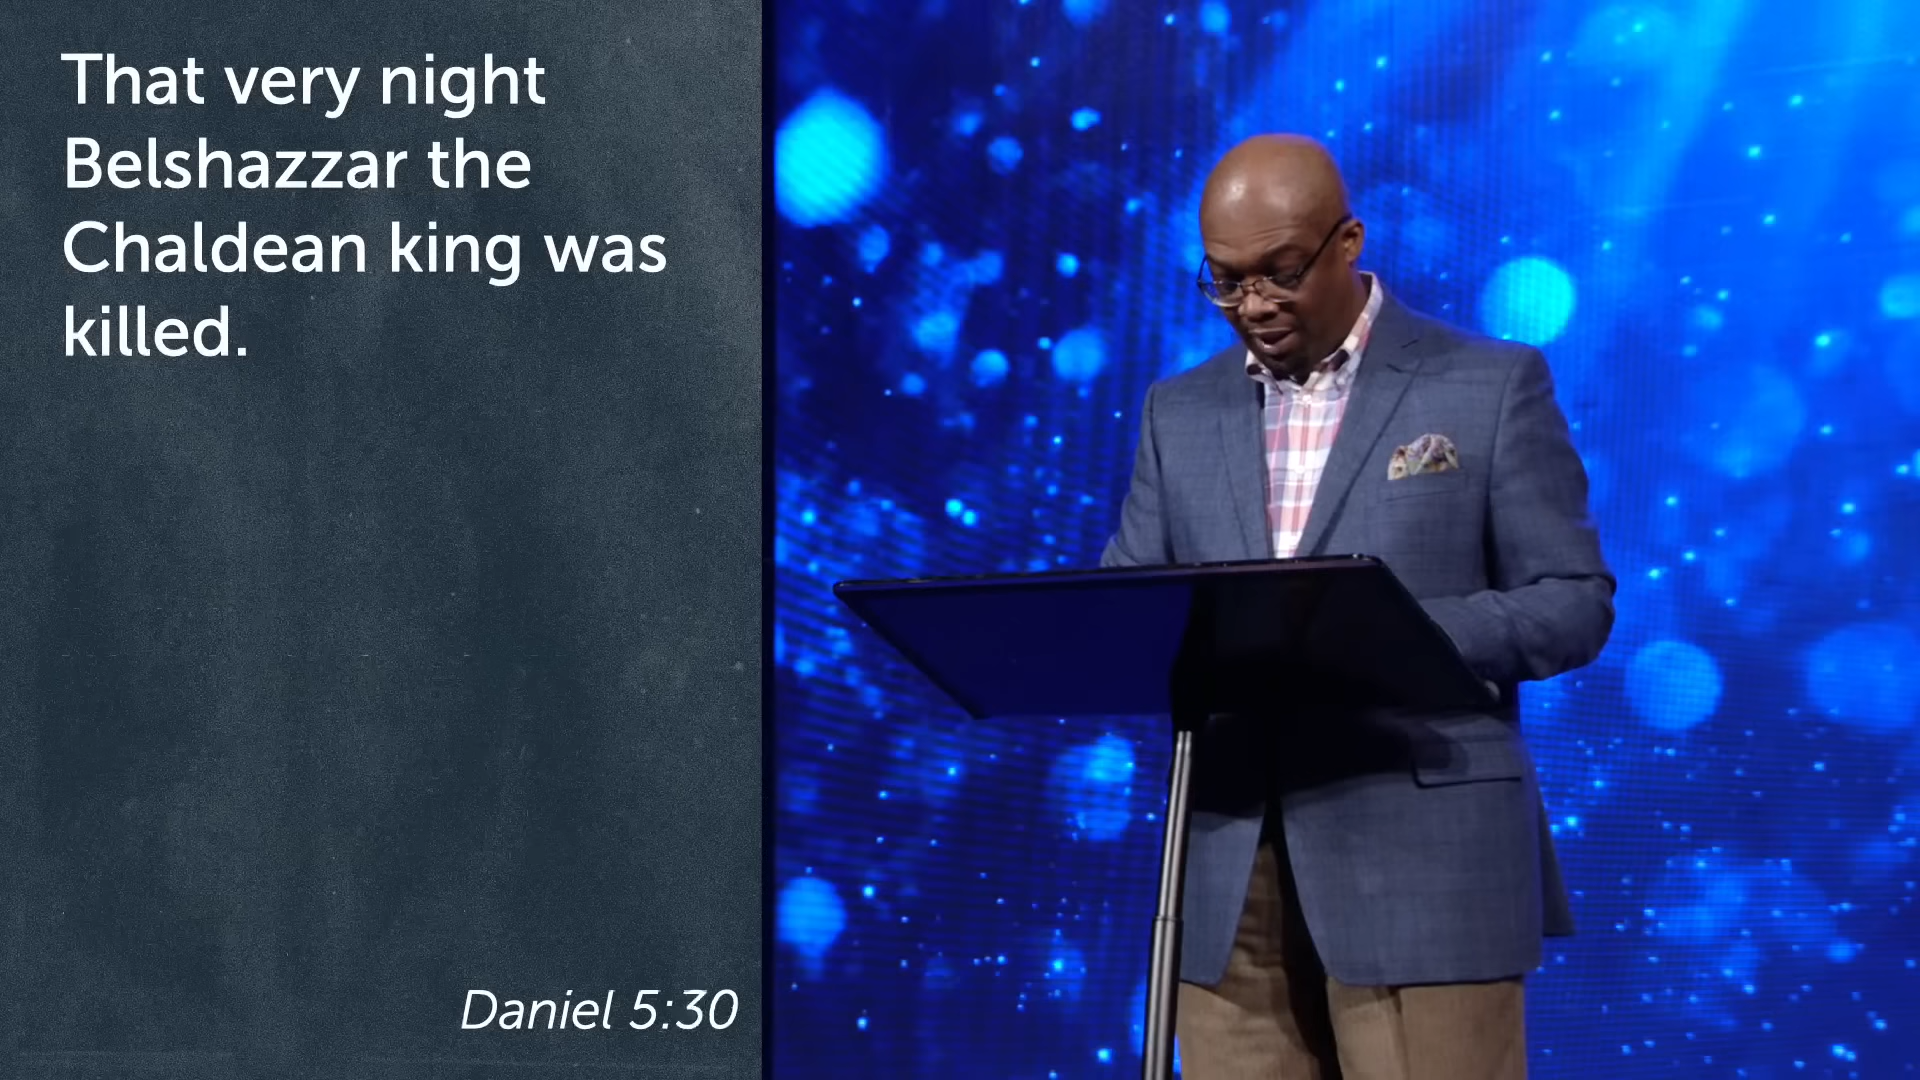 That very night
Belshazzar the
Chaldean king was
killed.
Daniel 5:30